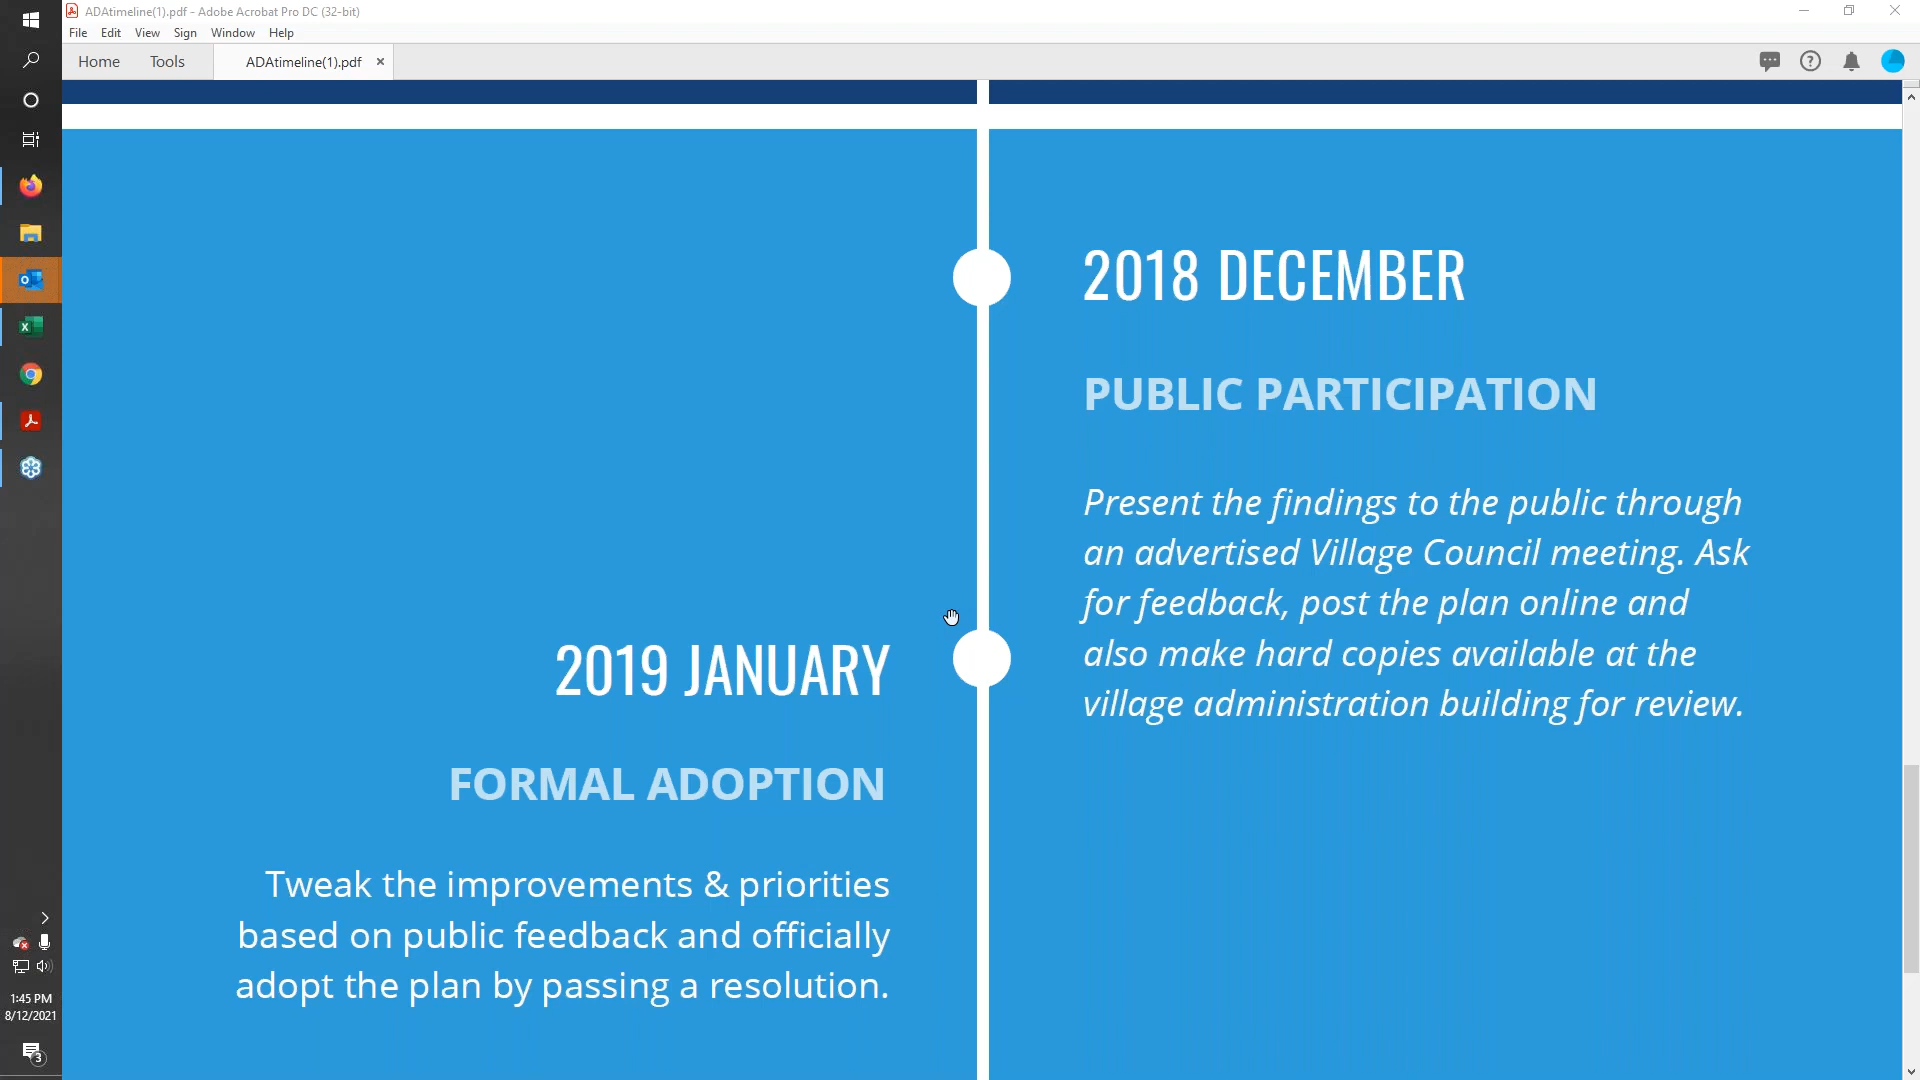 ADAtimeline(1).pdf - Adobe Acrobat Pro DC (32-bit)
File Edit View Sign Window Help
Home Tools ADAtimeline(1).pdf ×
2018 DECEMBER
PUBLIC PARTICIPATION
Present the findings to the public through
an advertised Village Council meeting. Ask
for feedback, post the plan online and
also make hard copies available at the
village administration building for review.
2019 JANUARY
FORMAL ADOPTION
Tweak the improvements & priorities
based on public feedback and officially
adopt the plan by passing a resolution.
1:45 PM
8/12/2021
3